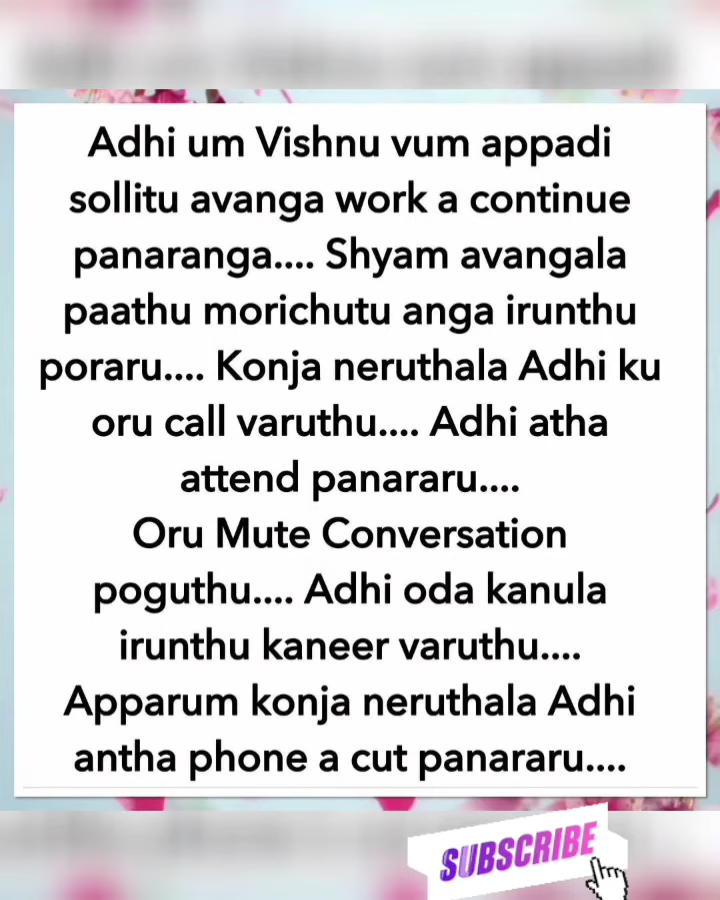 Adhi um Vishnu vum appadi
sollitu avanga work a continue
panaranga.... Shyam avangala
paathu morichutu anga irunthu
poraru.... Konja neruthala Adhi ku
oru call varuthu.... Adhi atha
attend panararu....
Oru Mute Conversation
poguthu.... Adhi oda kanula
irunthu kaneer varuthu....
Apparum konja neruthala Adhi
antha phone a cut panararu....
SUBSCRIBE